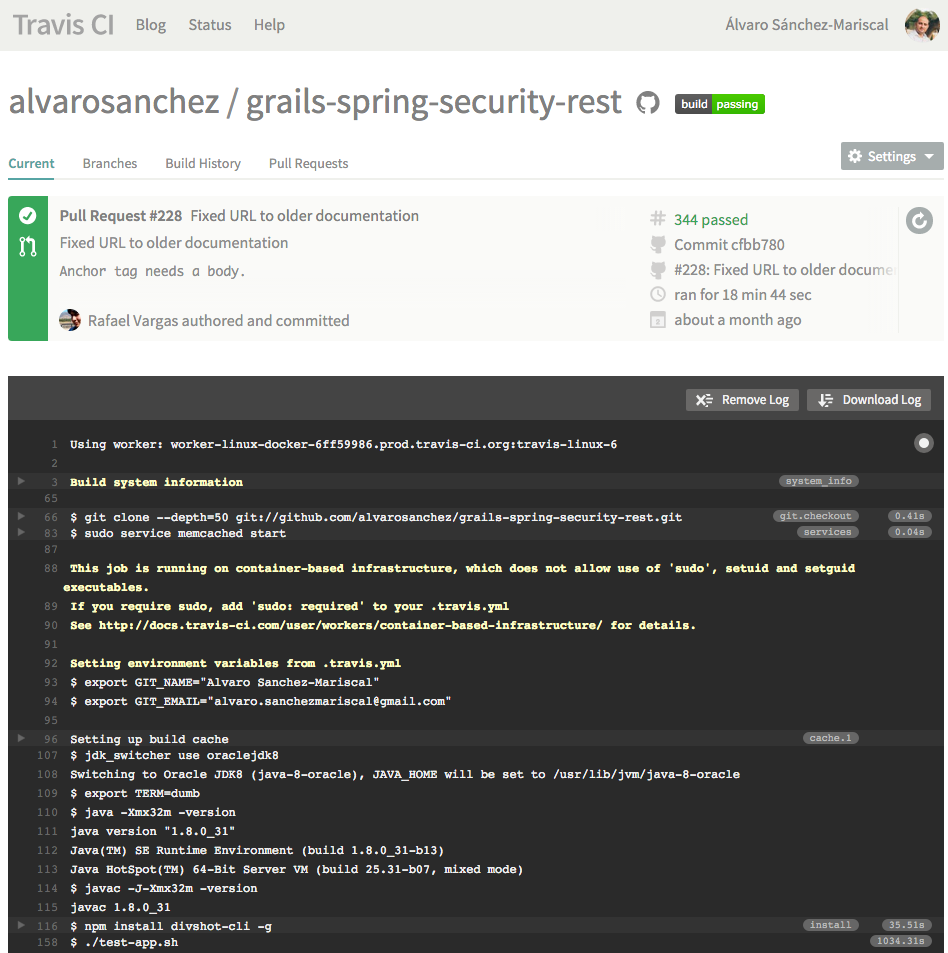 Travis CI Blog Status Help Álvaro Sánchez-Mariscal
alvarosanchez / grails-spring-security-rest build passing
Current Branches Build History Pull Requests Settings
Pull Request #228 Fixed URL to older documentation
Fixed URL to older documentation
Anchor tag needs a body.
Rafael Vargas authored and committed
344 passed
Commit cfbb780
#228: Fixed URL to older docume
ran for 18 min 44 sec
about a month ago
Remove Log Download Log
1 Using worker: worker-linux-docker-6ff59986.prod.travis-ci.org:travis-linux-6
2
3 Build system information system_info
65
66 $ git clone --depth=50 git://github.com/alvarosanchez/grails-spring-security-rest.git git.checkout 0.41s
83 $ sudo service memcached start services 0.04s
87
88 This job is running on container-based infrastructure, which does not allow use of 'sudo', setuid and setguid
executables.
89 If you require sudo, add 'sudo: required' to your .travis.yml
90 See http://docs.travis-ci.com/user/workers/container-based-infrastructure/ for details.
91
92 Setting environment variables from .travis.yml
93 $ export GIT_NAME="Alvaro Sanchez-Mariscal"
94 $ export GIT_EMAIL="alvaro.sanchezmariscal@gmail.com"
95
96 Setting up build cache cache.1
107 $ jdk_switcher use oraclejdk8
108 Switching to Oracle JDK8 (java-8-oracle), JAVA_HOME will be set to /usr/lib/jvm/java-8-oracle
109 $ export TERM=dumb
110 $ java -Xmx32m -version
111 java version "1.8.0_31"
112 Java(TM) SE Runtime Environment (build 1.8.0_31-b13)
113 Java HotSpot(TM) 64-Bit Server VM (build 25.31-b07, mixed mode)
114 $ javac -J-Xmx32m -version
115 javac 1.8.0_31
116 $ npm install divshot-cli -g install 35.51s
158 $ ./test-app.sh 1034.31s